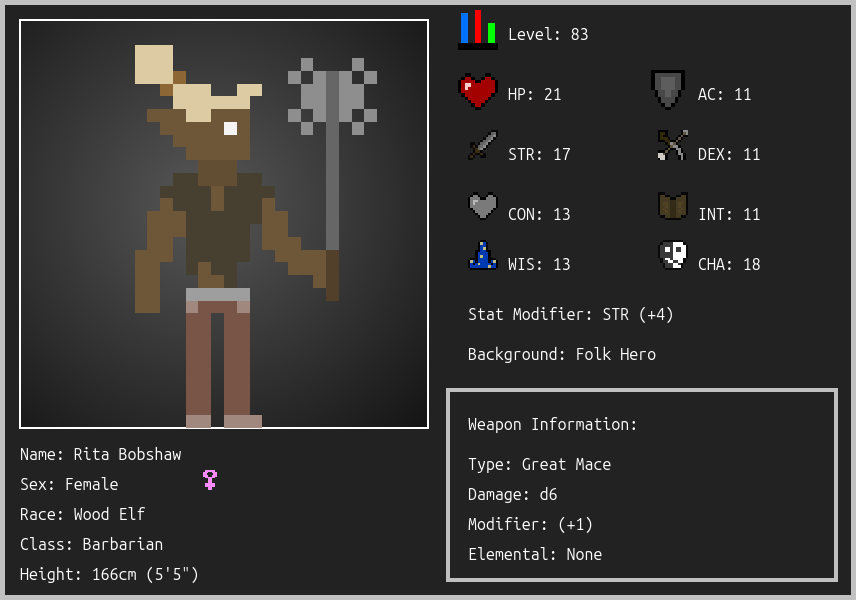 Level: 83
HP: 21
AC: 11
STR: 17
DEX: 11
CON: 13
INT: 11
WIS: 13
CHA: 18
Stat Modifier: STR (+4)
Background: Folk Hero
Weapon Information:
Type: Great Mace
Damage: d6
Modifier: (+1)
Elemental: None
Name: Rita Bobshaw
Sex: Female
Race: Wood Elf
Class: Barbarian
Height: 166cm (5'5")